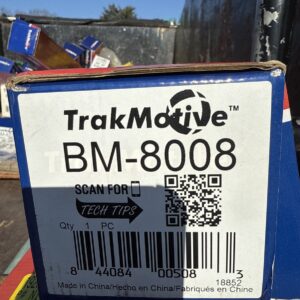 TrakMotive™
BM-8008
SCAN FOR
TECH TIPS
Qty 1 PC
8 44084 00508 3
18852
Made in China/Hecho en China/Fabriqués en Chine